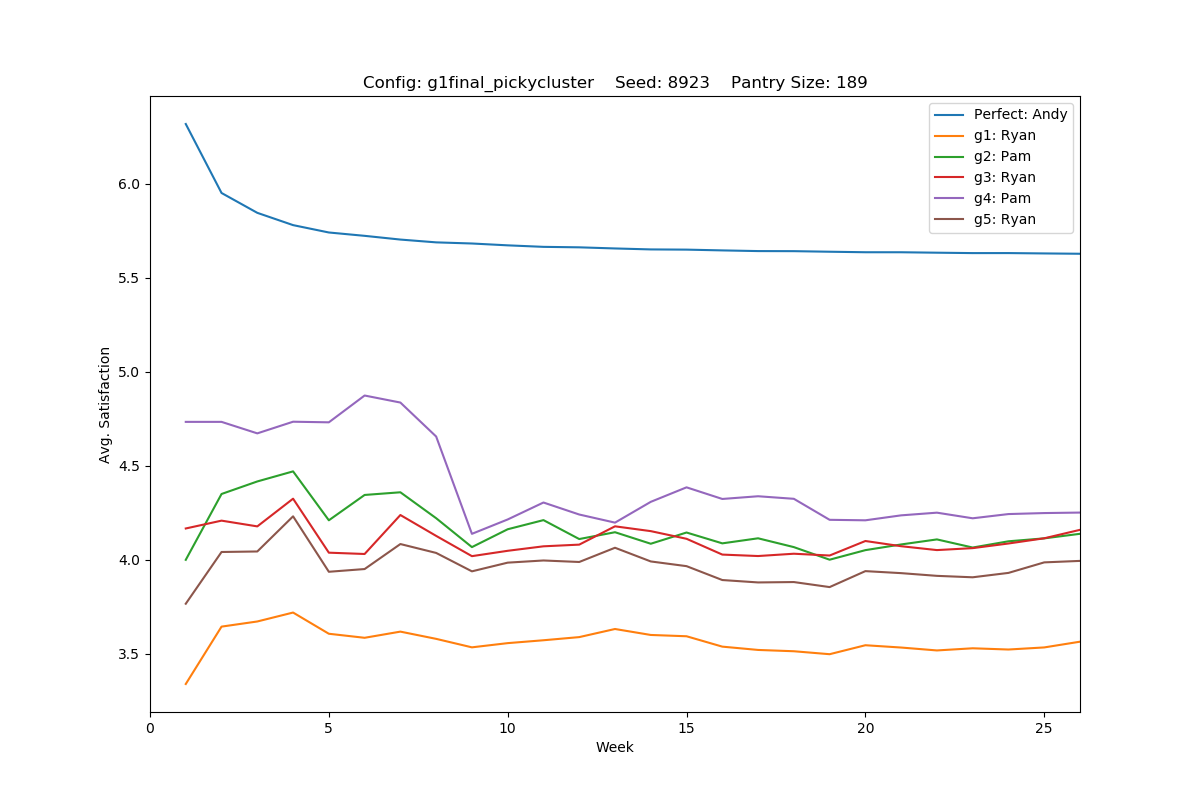 Config: g1final_pickycluster    Seed: 8923    Pantry Size: 189
Perfect: Andy
g1: Ryan
g2: Pam
g3: Ryan
g4: Pam
g5: Ryan
Avg. Satisfaction
6.0
5.5
5.0
4.5
4.0
3.5
0 5 10 15 20 25
Week